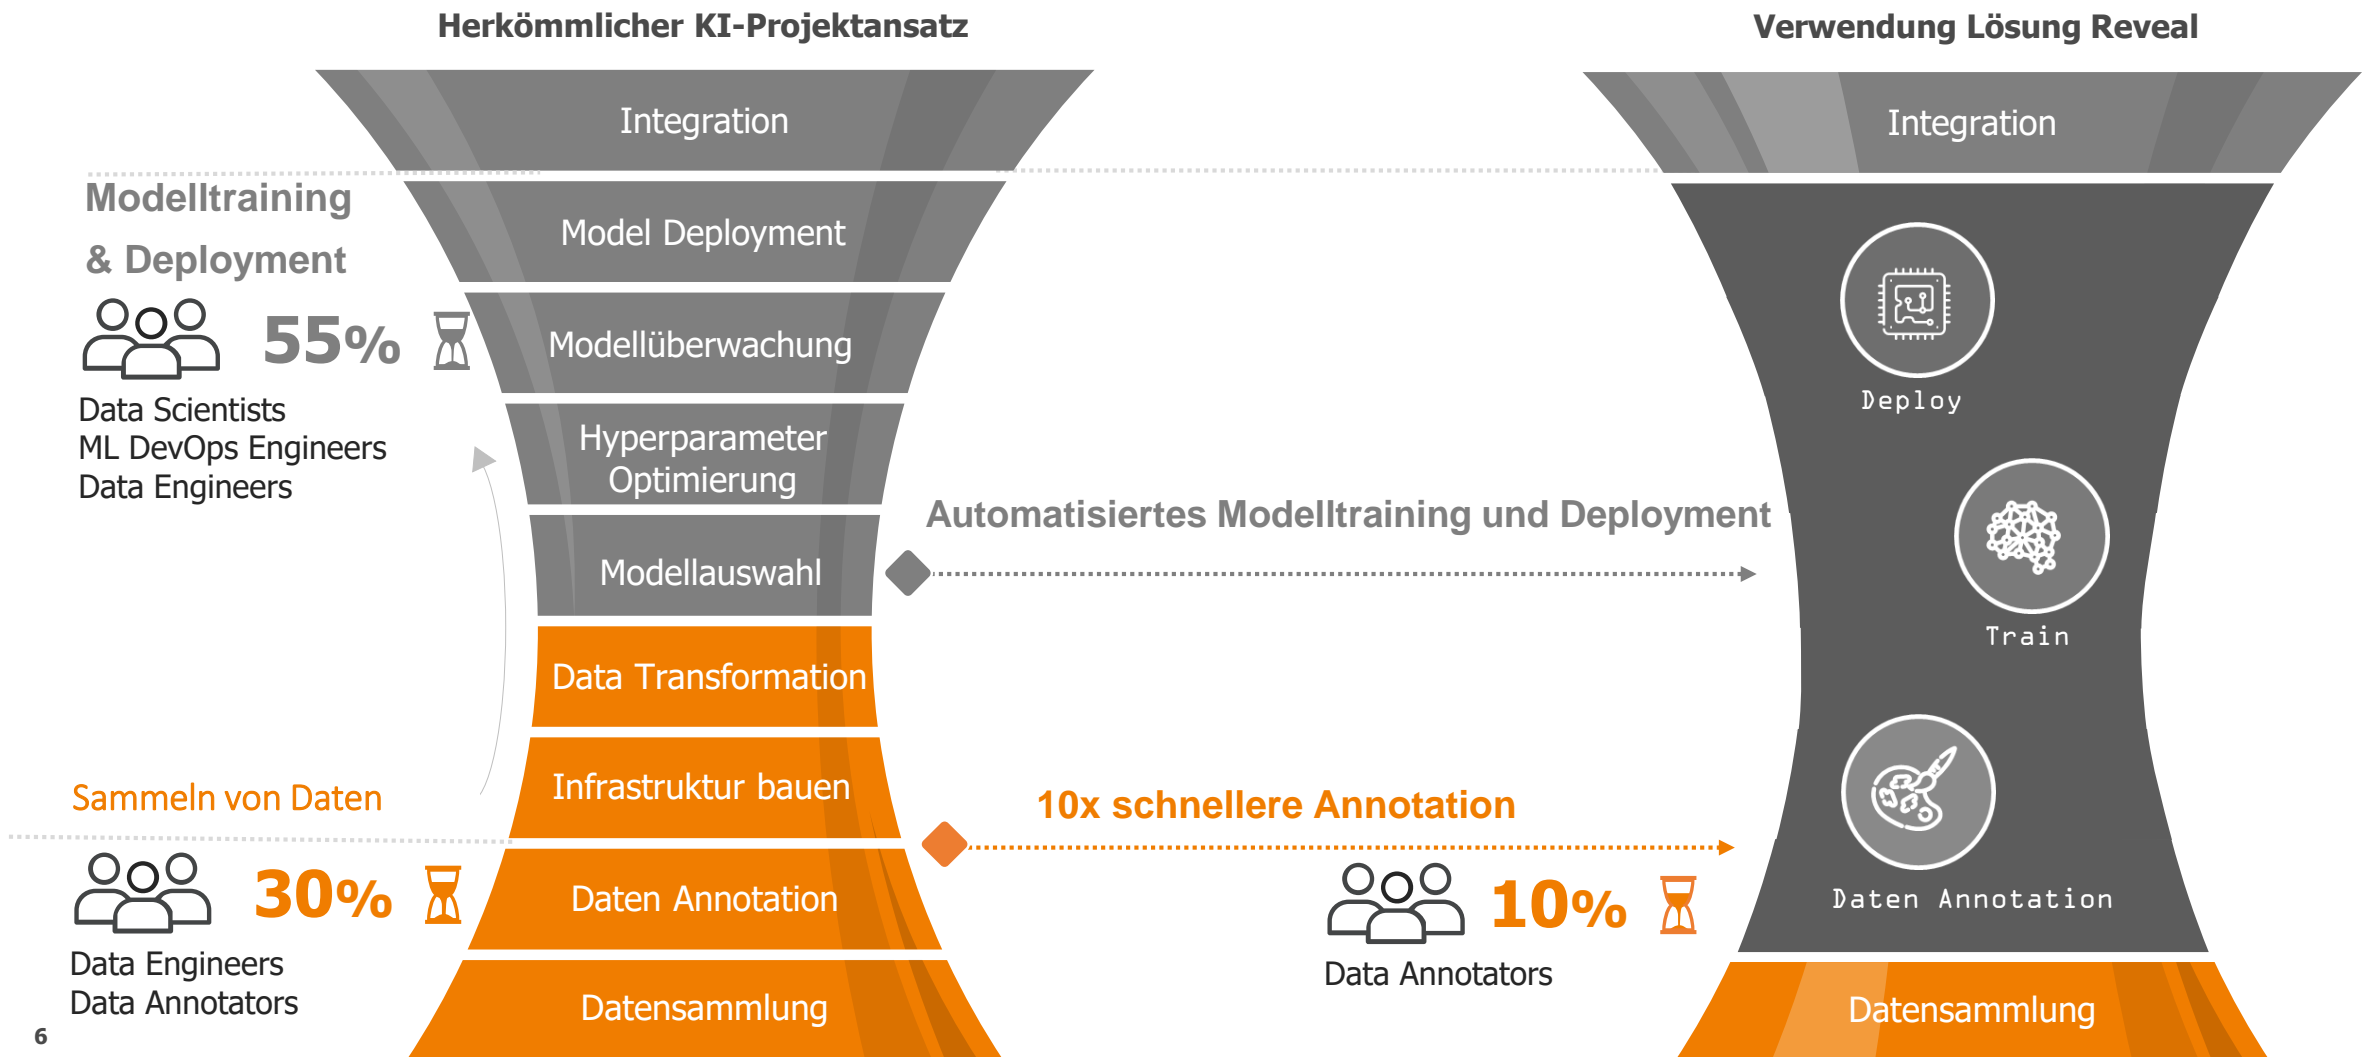 Herkömmlicher KI-Projektansatz
Verwendung Lösung Reveal
Integration
Model Deployment
Modellüberwachung
Hyperparameter
Optimierung
Modellauswahl
Data Transformation
Infrastruktur bauen
Daten Annotation
Datensammlung
Modelltraining
& Deployment
55%
Data Scientists
ML DevOps Engineers
Data Engineers
Sammeln von Daten
30%
Data Engineers
Data Annotators
Automatisiertes Modelltraining und Deployment
10x schnellere Annotation
10%
Data Annotators
Integration
Deploy
Train
Daten Annotation
Datensammlung
6